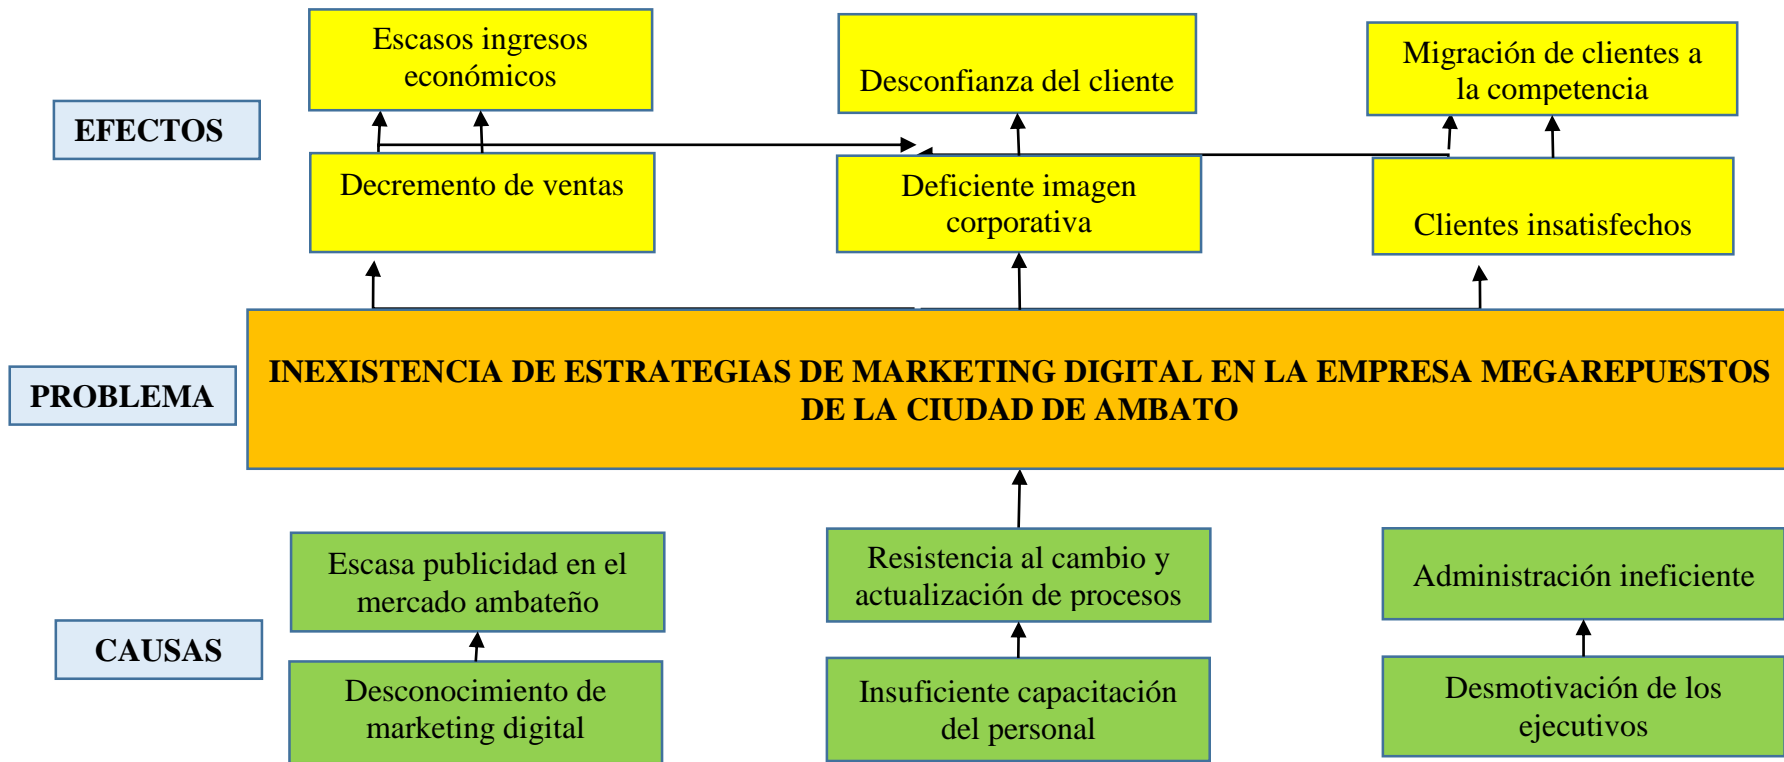 Escasos ingresos
económicos
Desconfianza del cliente
Migración de clientes a
la competencia
EFECTOS
Decremento de ventas
Deficiente imagen
corporativa
Clientes insatisfechos
PROBLEMA
INEXISTENCIA DE ESTRATEGIAS DE MARKETING DIGITAL EN LA EMPRESA MEGAREPUESTOS
DE LA CIUDAD DE AMBATO
Escasa publicidad en el
mercado ambateño
Resistencia al cambio y
actualización de procesos
Administración ineficiente
CAUSAS
Desconocimiento de
marketing digital
Insuficiente capacitación
del personal
Desmotivación de los
ejecutivos